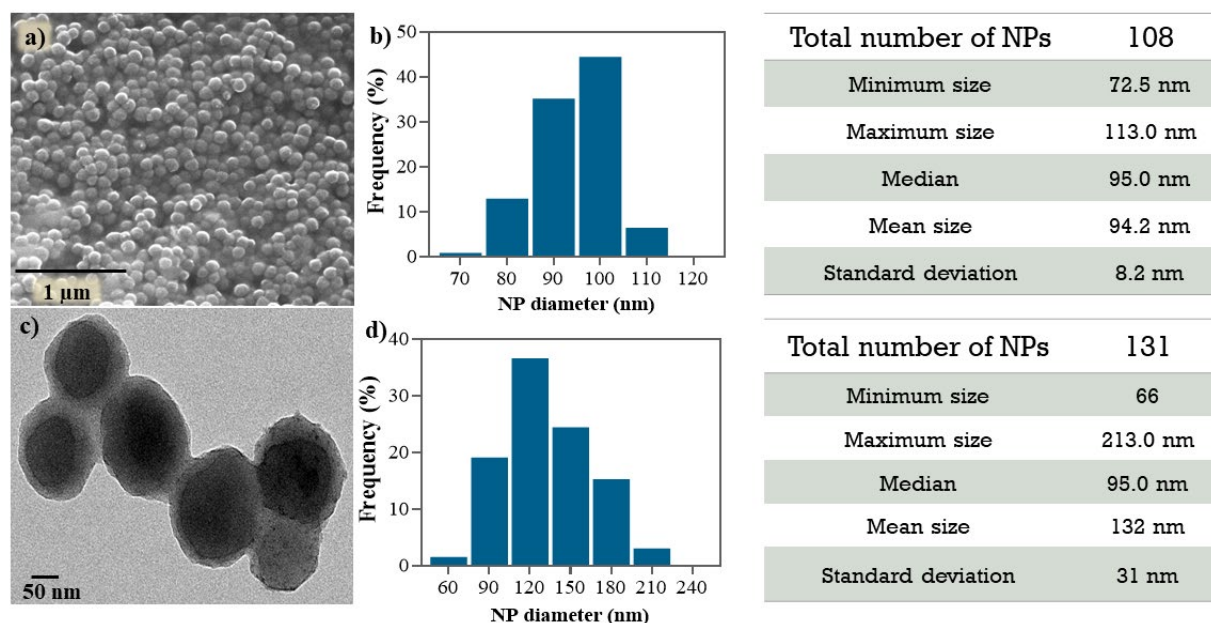 a)
1 µm
b)
Frequency (%)
50
40
30
20
10
0
70 80 90 100 110 120
NP diameter (nm)
Total number of NPs 108
Minimum size 72.5 nm
Maximum size 113.0 nm
Median 95.0 nm
Mean size 94.2 nm
Standard deviation 8.2 nm
c)
50 nm
d)
Frequency (%)
40
30
20
10
0
60 90 120 150 180 210 240
NP diameter (nm)
Total number of NPs 131
Minimum size 66
Maximum size 213.0 nm
Median 95.0 nm
Mean size 132 nm
Standard deviation 31 nm